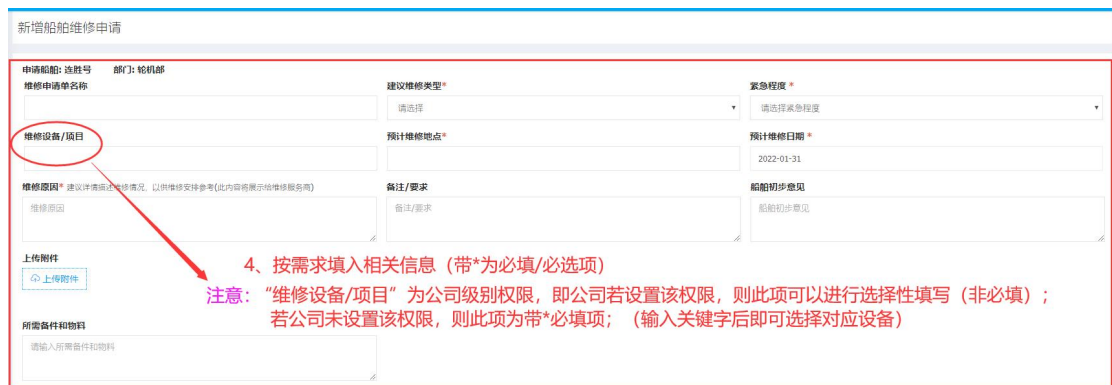 新增船舶维修申请
申请船舶: 连胜号 部门: 轮机部
维修申请单名称 建议维修类型* 紧急程度 *
请选择 请选择紧急程度
维修设备/项目 预计维修地点* 预计维修日期 *
2022-01-31
维修原因* 建议详情描述维修情况，以供维修安排参考(此内容将展示给维修服务商) 备注/要求 船舶初步意见
维修原因 备注/要求 船舶初步意见
上传附件
上传附件
4、按需求填入相关信息（带*为必填/必选项）
注意：“维修设备/项目”为公司级别权限，即公司若设置该权限，则此项可以进行选择性填写（非必填）；
若公司未设置该权限，则此项为带*必填项；（输入关键字后即可选择对应设备）
所需备件和物料
请输入所需备件和物料